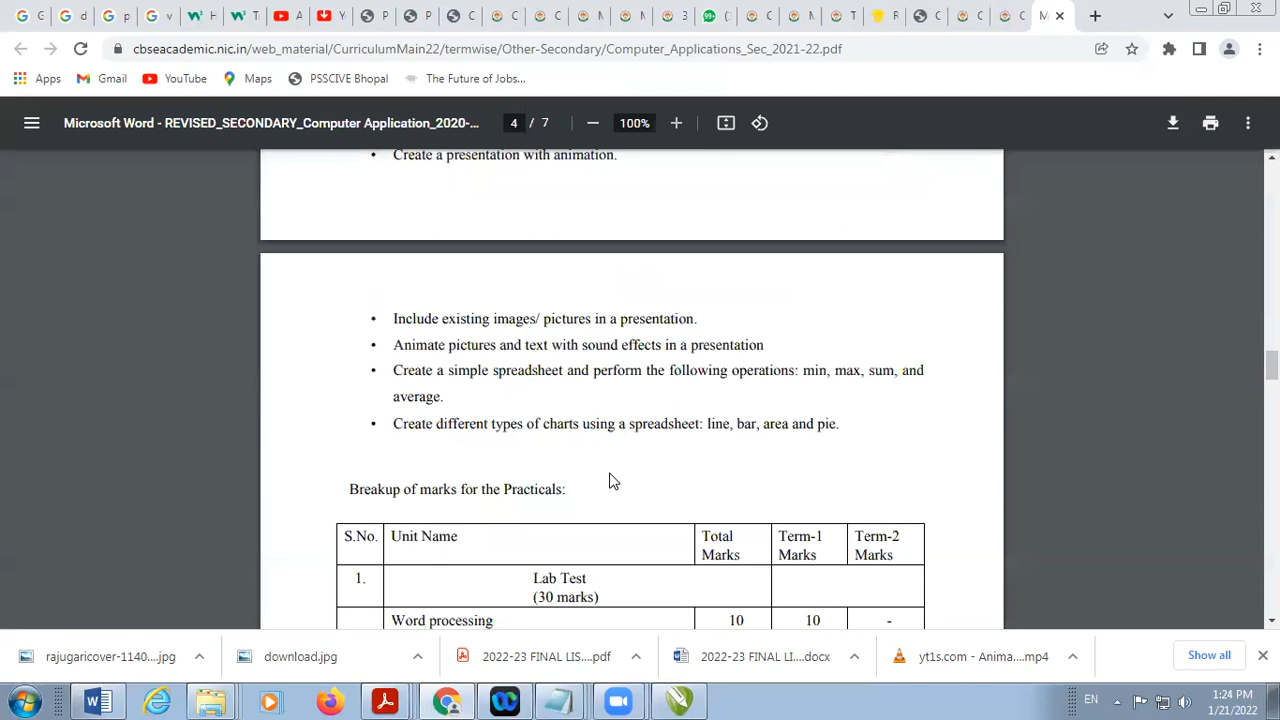 G
G d
G p
G v
H
T
A
Y
P
P
C
C
C
M
M
3
99+ (
C
M
T
R
C
C
C
M
cbseacademic.nic.in/web_material/CurriculumMain22/termwise/Other-Secondary/Computer_Applications_Sec_2021-22.pdf
Apps Gmail YouTube Maps PSSCIVE Bhopal The Future of Jobs...
Microsoft Word - REVISED_SECONDARY_Computer Application_2020-... 4 / 7 100%
• Create a presentation with animation.
• Include existing images/ pictures in a presentation.
• Animate pictures and text with sound effects in a presentation
• Create a simple spreadsheet and perform the following operations: min, max, sum, and
average.
• Create different types of charts using a spreadsheet: line, bar, area and pie.
Breakup of marks for the Practicals:
S.No. Unit Name Total Marks Term-1 Marks Term-2 Marks
1. Lab Test
(30 marks)
Word processing 10 10 -
rajugaricover-1140....jpg download.jpg 2022-23 FINAL LIS....pdf 2022-23 FINAL LI....docx yt1s.com - Anima....mp4 Show all
EN 1:24 PM
1/21/2022